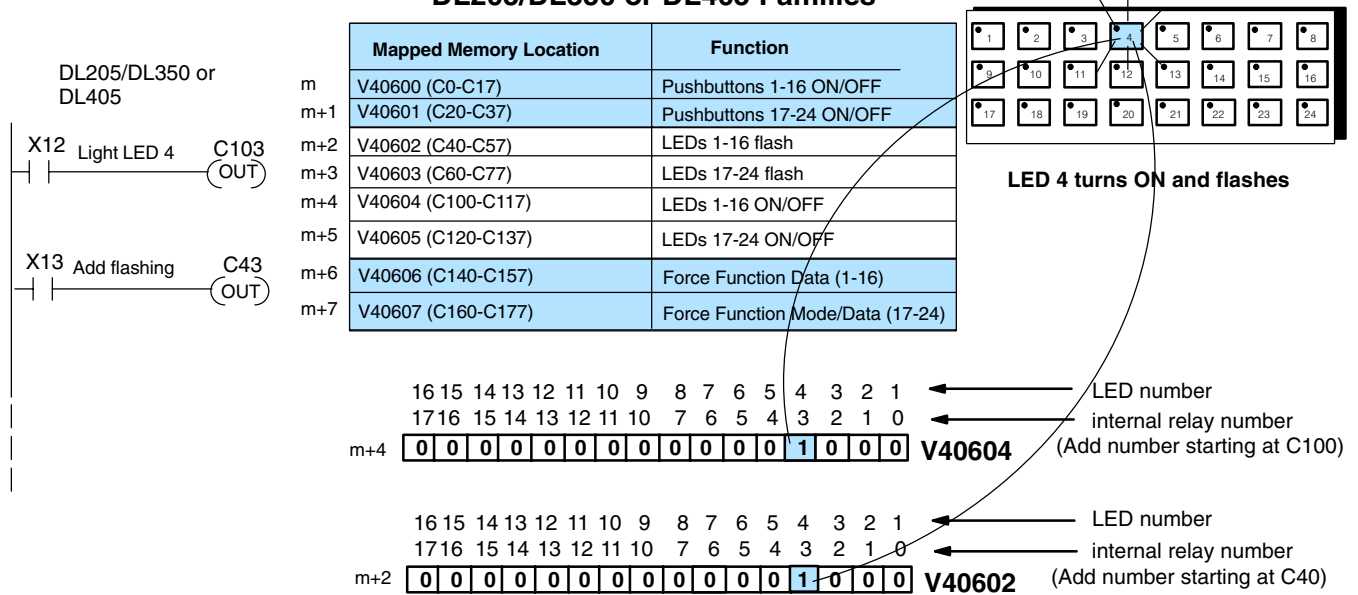 DL205/DL350 or DL405 Families
DL205/DL350 or
DL405
X12 Light LED 4 C103
OUT
X13 Add flashing C43
OUT
Mapped Memory Location Function
m V40600 (C0-C17) Pushbuttons 1-16 ON/OFF
m+1 V40601 (C20-C37) Pushbuttons 17-24 ON/OFF
m+2 V40602 (C40-C57) LEDs 1-16 flash
m+3 V40603 (C60-C77) LEDs 17-24 flash
m+4 V40604 (C100-C117) LEDs 1-16 ON/OFF
m+5 V40605 (C120-C137) LEDs 17-24 ON/OFF
m+6 V40606 (C140-C157) Force Function Data (1-16)
m+7 V40607 (C160-C177) Force Function Mode/Data (17-24)
1 2 3 4 5 6 7 8
9 10 11 12 13 14 15 16
17 18 19 20 21 22 23 24
LED 4 turns ON and flashes
16 15 14 13 12 11 10 9 8 7 6 5 4 3 2 1 LED number
17 16 15 14 13 12 11 10 7 6 5 4 3 2 1 0 internal relay number
(Add number starting at C100)
m+4 0 0 0 0 0 0 0 0 0 0 0 0 1 0 0 0 V40604
16 15 14 13 12 11 10 9 8 7 6 5 4 3 2 1 LED number
17 16 15 14 13 12 11 10 7 6 5 4 3 2 1 0 internal relay number
(Add number starting at C40)
m+2 0 0 0 0 0 0 0 0 0 0 0 0 1 0 0 0 V40602